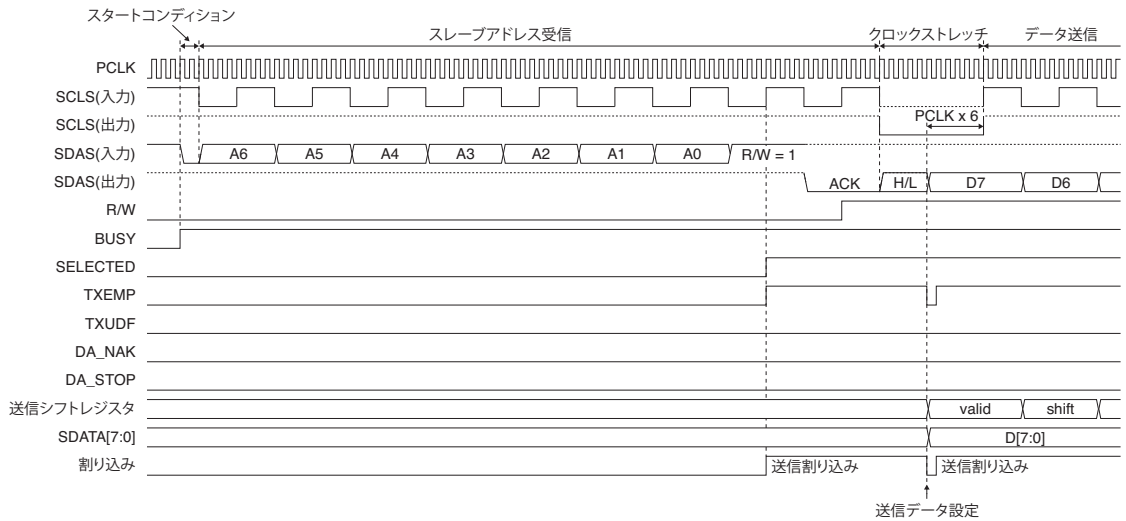 スタートコンディション
スレーブアドレス受信
クロックストレッチ
データ送信
PCLK
SCLS(入力)
SCLS(出力)
PCLK x 6
SDAS(入力)
A6 A5 A4 A3 A2 A1 A0 R/W = 1
SDAS(出力)
ACK H/L D7 D6
R/W
BUSY
SELECTED
TXEMP
TXUDF
DA_NAK
DA_STOP
送信シフトレジスタ
valid shift
SDATA[7:0]
D[7:0]
割り込み
送信割り込み 送信割り込み
送信データ設定